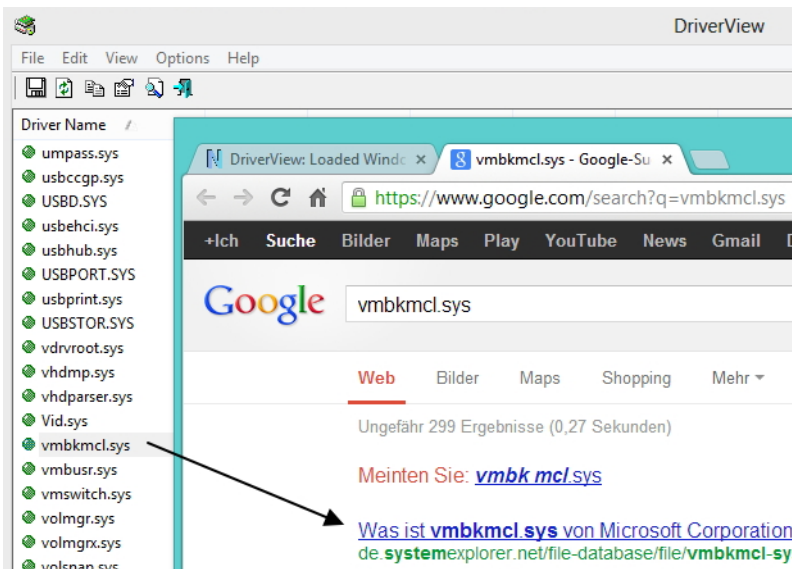 DriverView
File Edit View Options Help
Driver Name /
umpass.sys
usbccgp.sys
USBD.SYS
usbehci.sys
usbhub.sys
USBPORT.SYS
usbprint.sys
USBSTOR.SYS
vdrvroot.sys
vhdmp.sys
vhdparser.sys
Vid.sys
vmbkmcl.sys
vmbusr.sys
vmswitch.sys
volmgr.sys
volmgrx.sys
volsnap.sys
DriverView: Loaded Windo
vmbkmcl.sys - Google-Su
https://www.google.com/search?q=vmbkmcl.sys
+Ich Suche Bilder Maps Play YouTube News Gmail
Google
vmbkmcl.sys
Web Bilder Maps Shopping Mehr
Ungefähr 299 Ergebnisse (0,27 Sekunden)
Meinten Sie: vmbk mcl.sys
Was ist vmbkmcl.sys von Microsoft Corporation
de.systemexplorer.net/file-database/file/vmbkmcl-sy